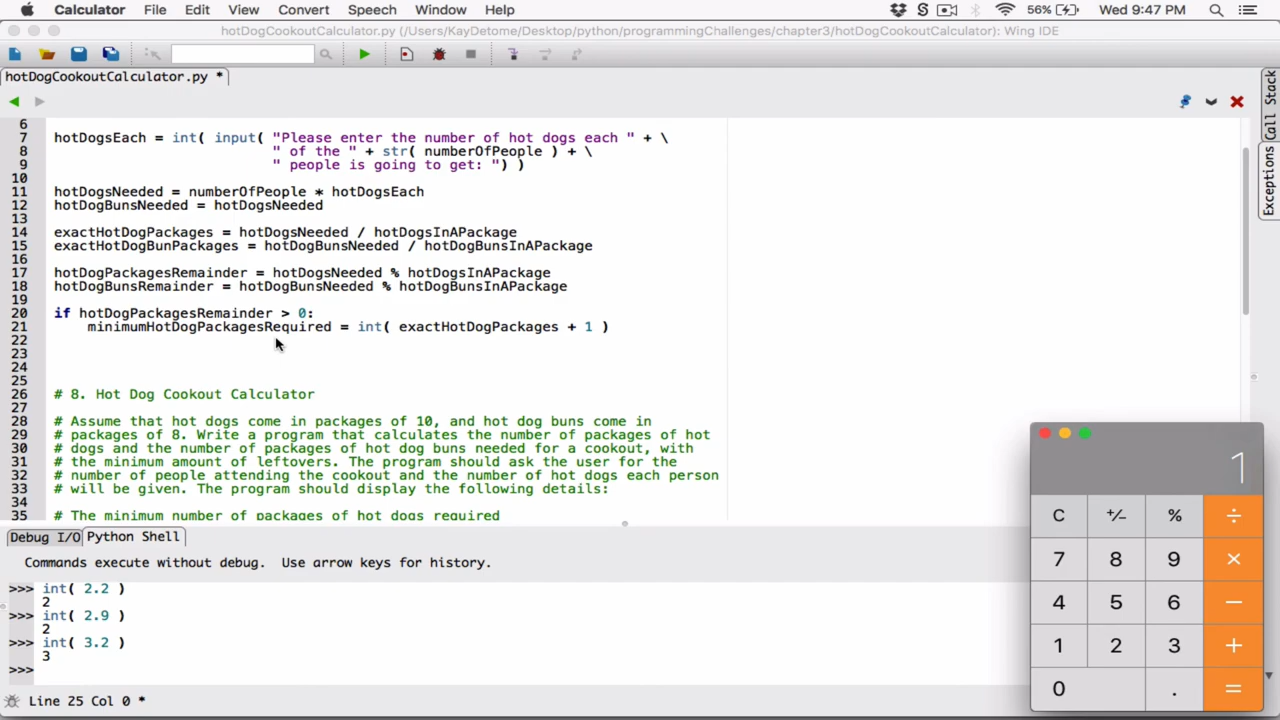 Calculator File Edit View Convert Speech Window Help 56% Wed 9:47 PM
hotDogCookoutCalculator.py (/Users/KayDetome/Desktop/python/programmingChallenges/chapter3/hotDogCookoutCalculator): Wing IDE
hotDogCookoutCalculator.py *
6
7 hotDogsEach = int( input( "Please enter the number of hot dogs each " + \
8 " of the " + str( numberOfPeople ) + \
9 " people is going to get: ") )
10
11 hotDogsNeeded = numberOfPeople * hotDogsEach
12 hotDogBunsNeeded = hotDogsNeeded
13
14 exactHotDogPackages = hotDogsNeeded / hotDogsInAPackage
15 exactHotDogBunPackages = hotDogBunsNeeded / hotDogBunsInAPackage
16
17 hotDogPackagesRemainder = hotDogsNeeded % hotDogsInAPackage
18 hotDogBunsRemainder = hotDogBunsNeeded % hotDogBunsInAPackage
19
20 if hotDogPackagesRemainder > 0:
21 minimumHotDogPackagesRequired = int( exactHotDogPackages + 1 )
22
23
24
25
26 # 8. Hot Dog Cookout Calculator
27
28 # Assume that hot dogs come in packages of 10, and hot dog buns come in
29 # packages of 8. Write a program that calculates the number of packages of hot
30 # dogs and the number of packages of hot dog buns needed for a cookout, with
31 # the minimum amount of leftovers. The program should ask the user for the
32 # number of people attending the cookout and the number of hot dogs each person
33 # will be given. The program should display the following details:
34
35 # The minimum number of packages of hot dogs required
Call Stack
Exceptions
Debug I/O Python Shell
Commands execute without debug. Use arrow keys for history.
>>> int( 2.2 )
2
>>> int( 2.9 )
2
>>> int( 3.2 )
3
>>>
Line 25 Col 0 *
1
C +/− % ÷
7 8 9 ×
4 5 6 −
1 2 3 +
0 . =